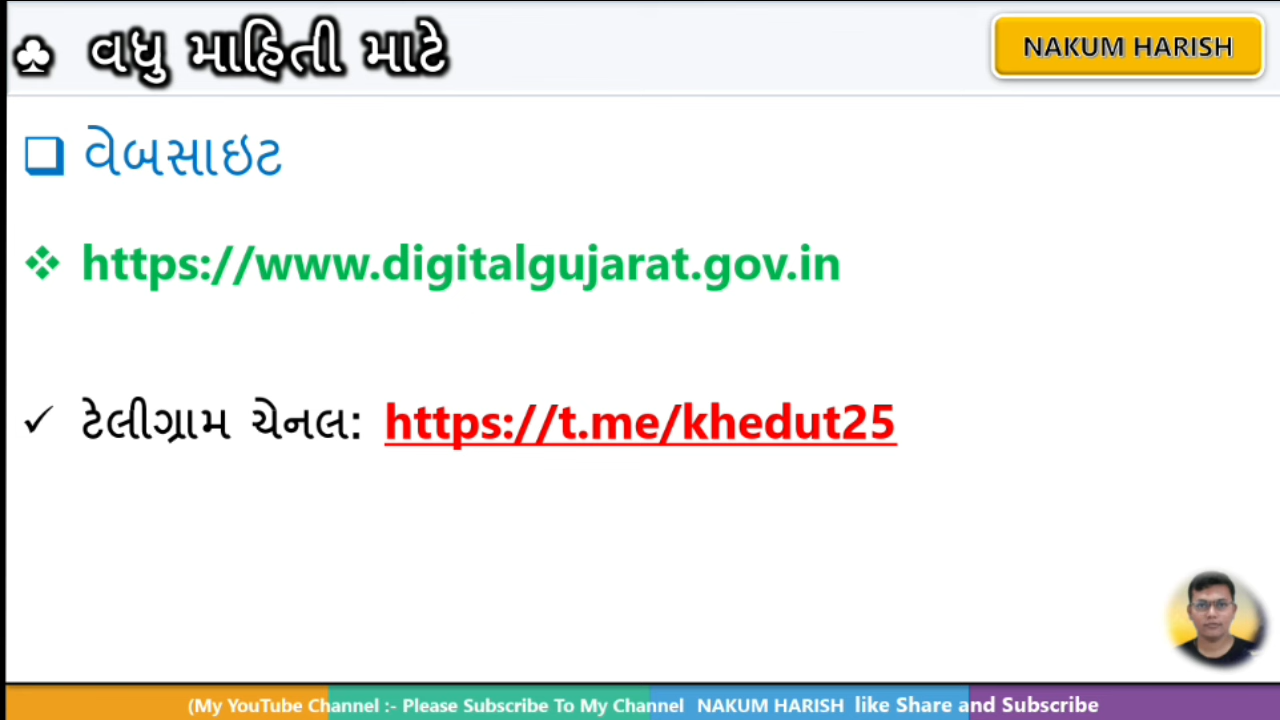 ♣ વધુ માહિતી માટે
NAKUM HARISH
❑ વેબસાઇટ
❖ https://www.digitalgujarat.gov.in
✓ ટેલીગ્રામ ચેનલ: https://t.me/khedut25
(My YouTube Channel :- Please Subscribe To My Channel NAKUM HARISH like Share and Subscribe